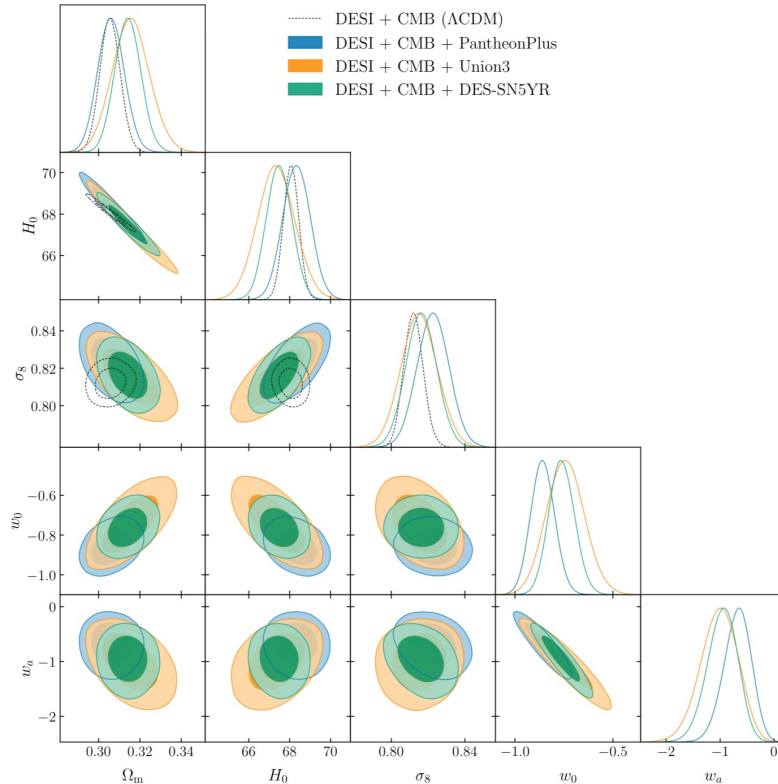 DESI + CMB (ΛCDM)
DESI + CMB + PantheonPlus
DESI + CMB + Union3
DESI + CMB + DES-SN5YR
70
68
66
H₀
0.84
0.82
0.80
σ₈
−0.6
−0.8
−1.0
w₀
0
−1
−2
wₐ
0.30 0.32 0.34 66 68 70 0.80 0.84 −1.0 −0.5 −2 −1 0
Ωₘ H₀ σ₈ w₀ wₐ